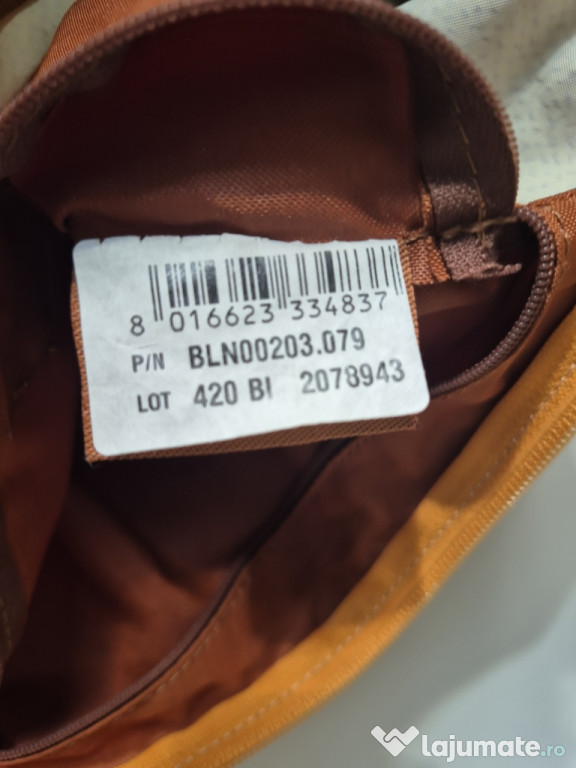 8 016623 334837
P/N BLN00203.079
LOT 420 BI 2078943
lajumate.ro